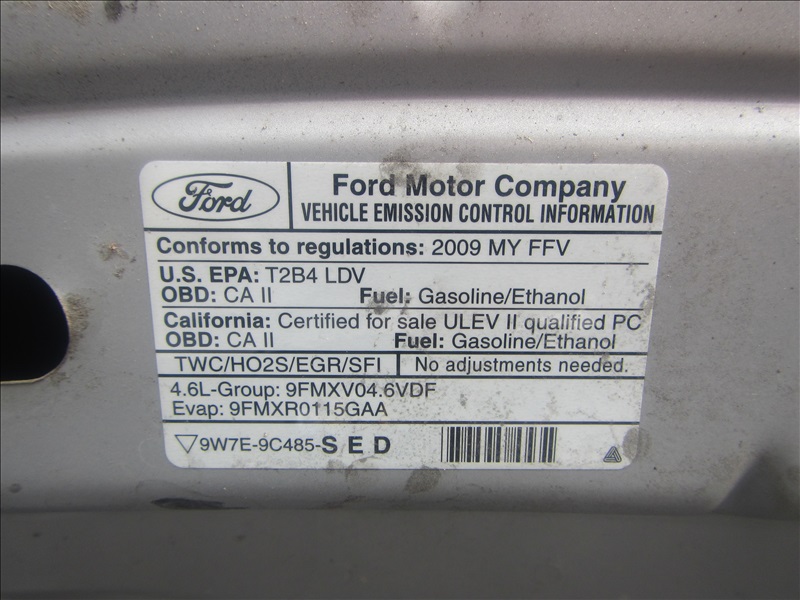 Ford
Ford Motor Company
VEHICLE EMISSION CONTROL INFORMATION
Conforms to regulations: 2009 MY FFV
U.S. EPA: T2B4 LDV
OBD: CA II Fuel: Gasoline/Ethanol
California: Certified for sale ULEV II qualified PC
OBD: CA II Fuel: Gasoline/Ethanol
TWC/HO2S/EGR/SFI No adjustments needed.
4.6L-Group: 9FMXV04.6VDF
Evap: 9FMXR0115GAA
9W7E-9C485-SED